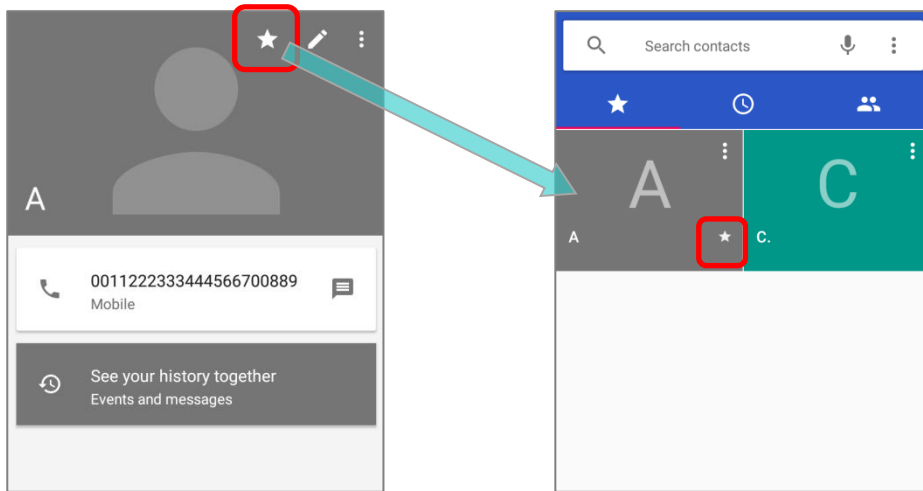 A
0011222333444566700889
Mobile
See your history together
Events and messages
Search contacts
A
C
A
C.